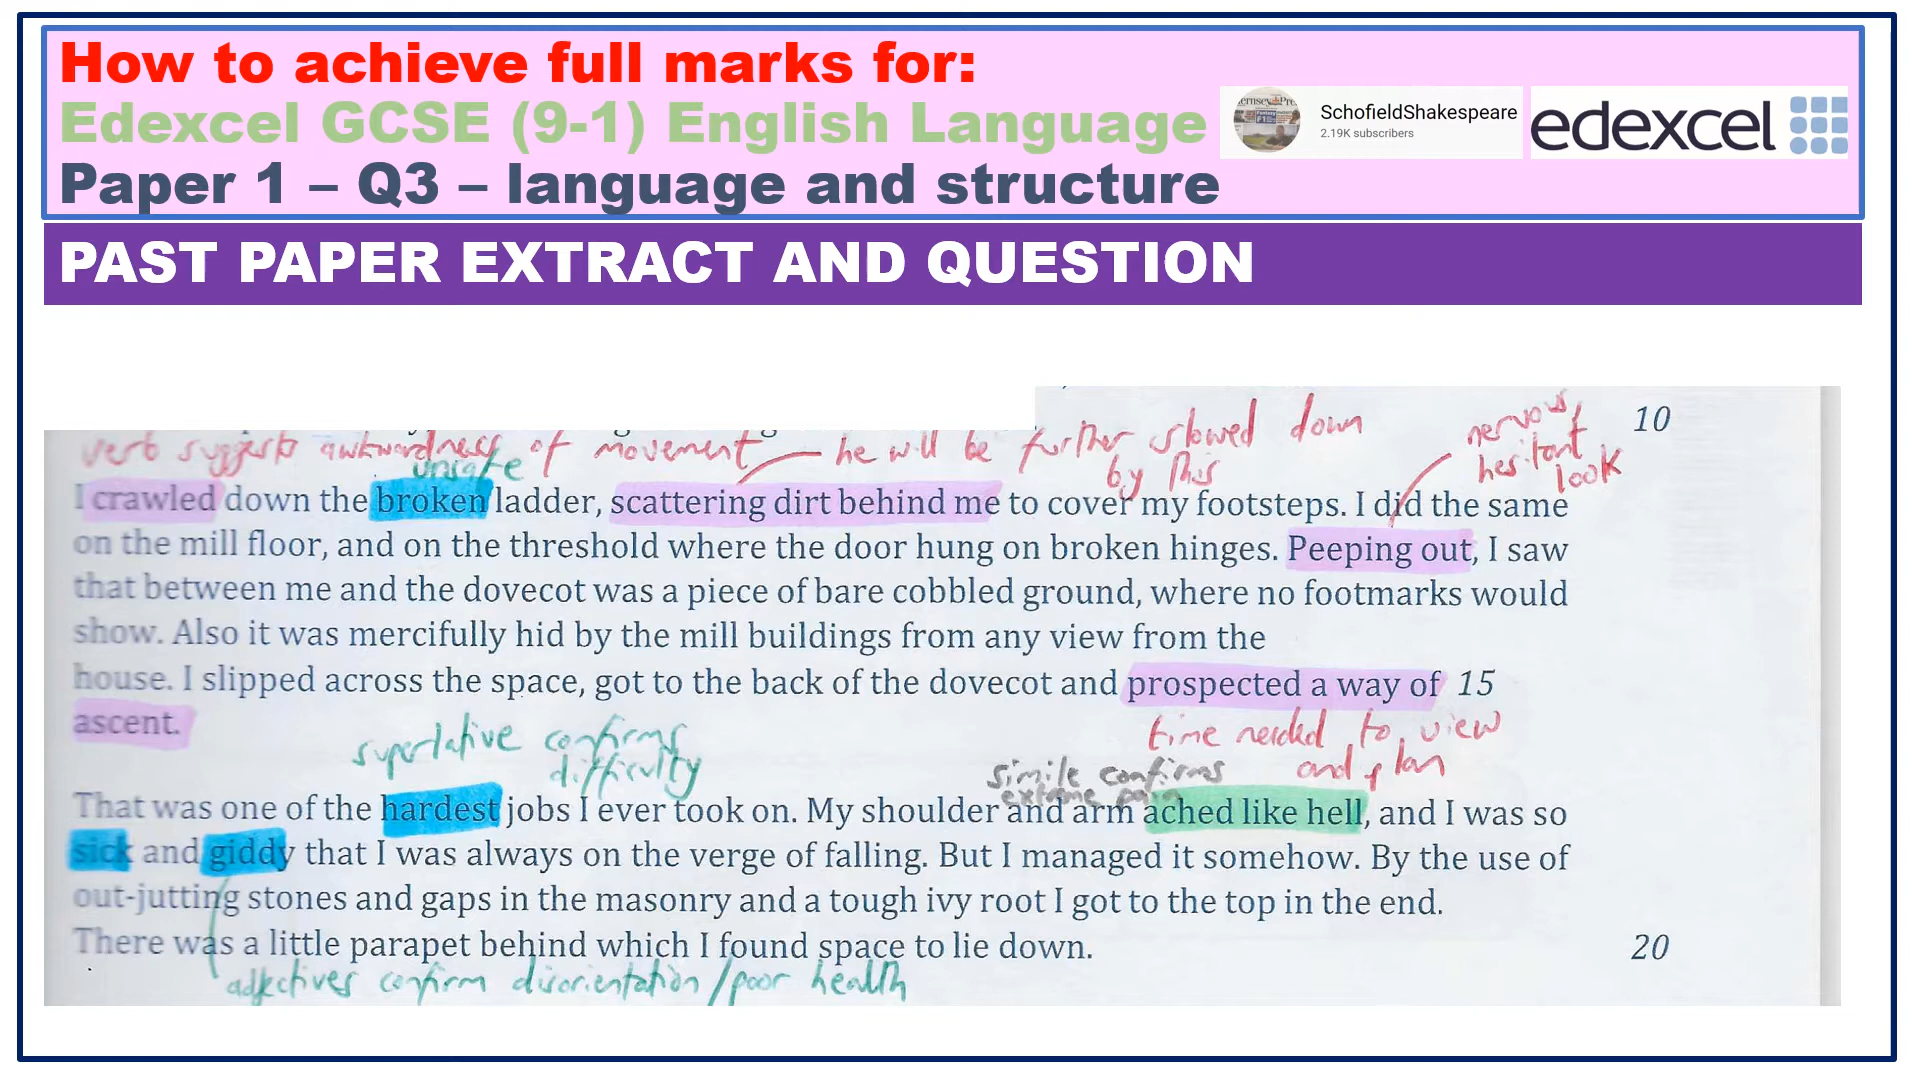 How to achieve full marks for:
Edexcel GCSE (9-1) English Language
SchofieldShakespeare
2.19K subscribers
edexcel
Paper 1 – Q3 – language and structure
PAST PAPER EXTRACT AND QUESTION
10
verb suggests awkwardness of movement – he will be further slowed down
by this
nervous,
hesitant
look
unsafe
I crawled down the broken ladder, scattering dirt behind me to cover my footsteps. I did the same
on the mill floor, and on the threshold where the door hung on broken hinges. Peeping out, I saw
that between me and the dovecot was a piece of bare cobbled ground, where no footmarks would
show. Also it was mercifully hid by the mill buildings from any view from the
house. I slipped across the space, got to the back of the dovecot and prospected a way of 15
ascent.
superlative confirms
difficulty
time needed to view
and plan
simile confirms
extreme pain
That was one of the hardest jobs I ever took on. My shoulder and arm ached like hell, and I was so
sick and giddy that I was always on the verge of falling. But I managed it somehow. By the use of
out-jutting stones and gaps in the masonry and a tough ivy root I got to the top in the end.
There was a little parapet behind which I found space to lie down. 20
adjectives confirm disorientation/poor health